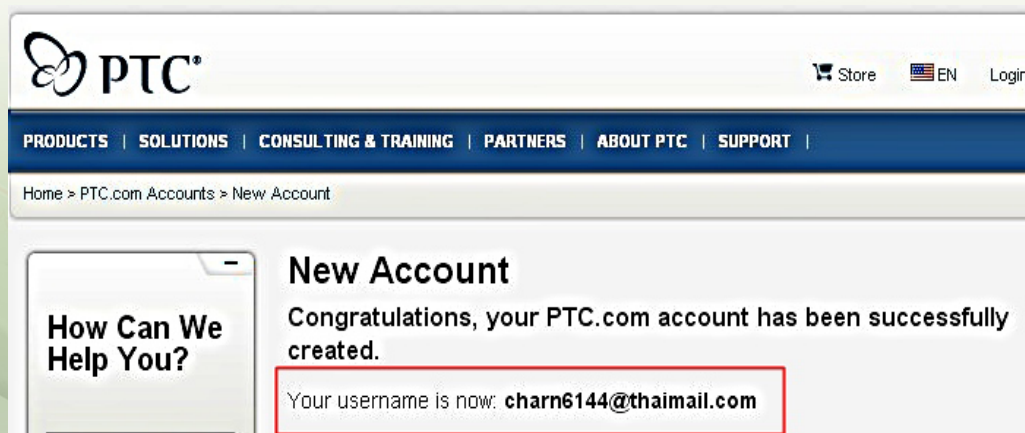 PTC®
Store EN Login
PRODUCTS | SOLUTIONS | CONSULTING & TRAINING | PARTNERS | ABOUT PTC | SUPPORT |
Home > PTC.com Accounts > New Account
How Can We
Help You?
New Account
Congratulations, your PTC.com account has been successfully
created.
Your username is now: charn6144@thaimail.com